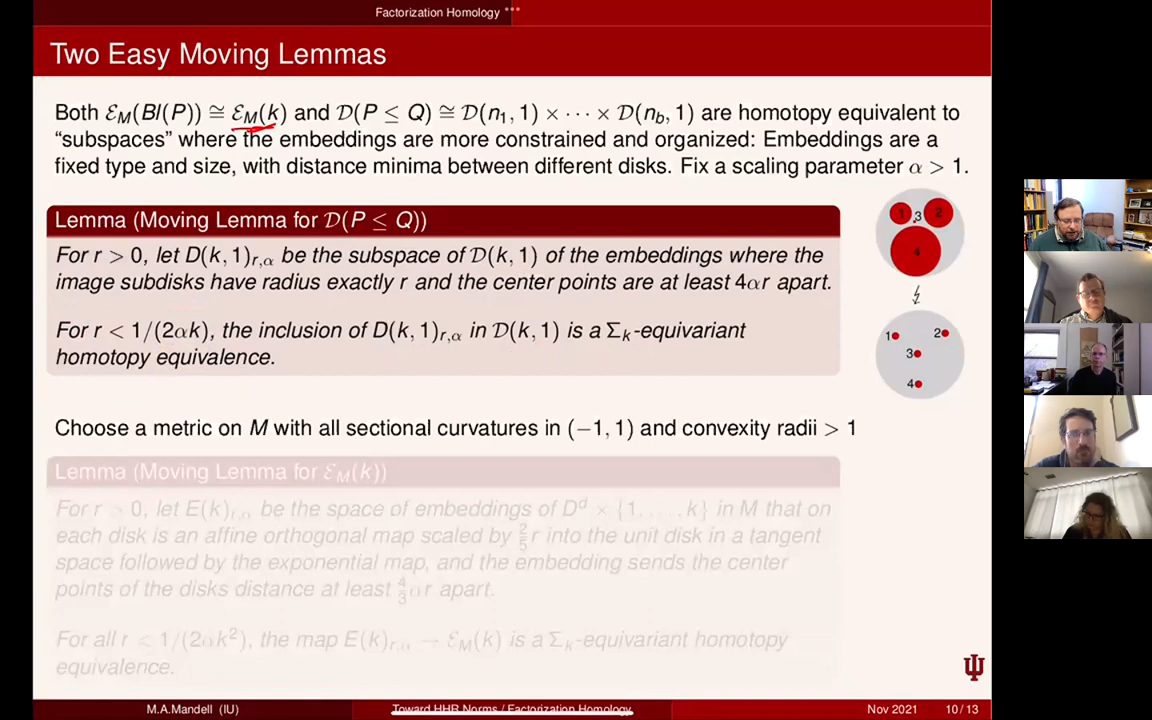 Factorization Homology
Two Easy Moving Lemmas
Both ℰ_M(Bl(P)) ≅ ℰ_M(k) and 𝒟(P ≤ Q) ≅ 𝒟(n₁, 1) × ⋯ × 𝒟(n_b, 1) are homotopy equivalent to
“subspaces” where the embeddings are more constrained and organized: Embeddings are a
fixed type and size, with distance minima between different disks. Fix a scaling parameter α > 1.
Lemma (Moving Lemma for 𝒟(P ≤ Q))
For r > 0, let D(k, 1)_{r,α} be the subspace of 𝒟(k, 1) of the embeddings where the
image subdisks have radius exactly r and the center points are at least 4αr apart.
For r < 1/(2αk), the inclusion of D(k, 1)_{r,α} in 𝒟(k, 1) is a Σ_k-equivariant
homotopy equivalence.
1 3 2
4
1 2
3
4
Choose a metric on M with all sectional curvatures in (−1, 1) and convexity radii > 1
Lemma (Moving Lemma for ℰ_M(k))
For r > 0, let E(k)_{r,α} be the space of embeddings of D^d × {1, …, k} in M that on
each disk is an affine orthogonal map scaled by 2/5 r into the unit disk in a tangent
space followed by the exponential map, and the embedding sends the center
points of the disks distance at least 4/3 αr apart.
For all r < 1/(2αk²), the map E(k)_{r,α} → ℰ_M(k) is a Σ_k-equivariant homotopy
equivalence.
M.A.Mandell (IU) Toward HHR Norms / Factorization Homology Nov 2021 10 / 13